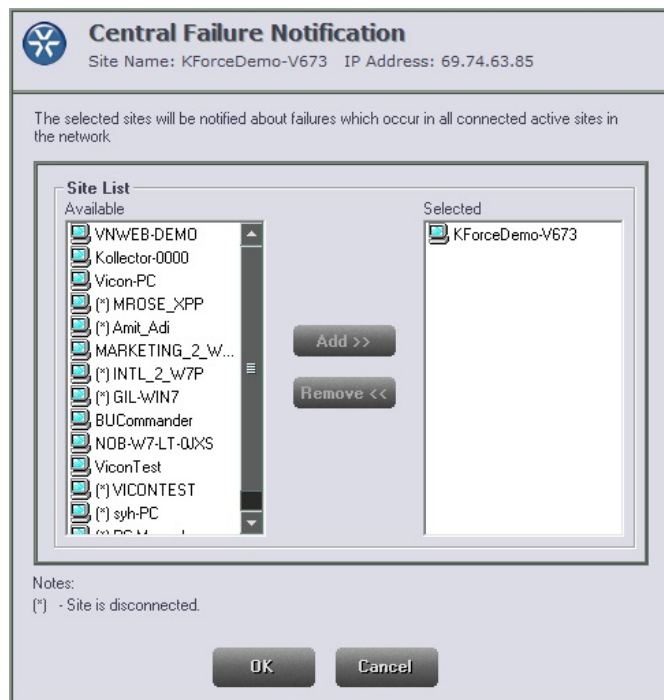 Central Failure Notification
Site Name: KForceDemo-V673 IP Address: 69.74.63.85
The selected sites will be notified about failures which occur in all connected active sites in
the network
Site List
Available
VNWEB-DEMO
Kollector-0000
Vicon-PC
(*) MROSE_XPP
(*) Amit_Adi
MARKETING_2_W...
(*) INTL_2_W7P
(*) GIL-WIN7
BUCommander
NOB-W7-LT-0JXS
ViconTest
(*) VICONTEST
(*) syh-PC
Add >>
Remove <<
Selected
KForceDemo-V673
Notes:
(*) - Site is disconnected.
OK
Cancel